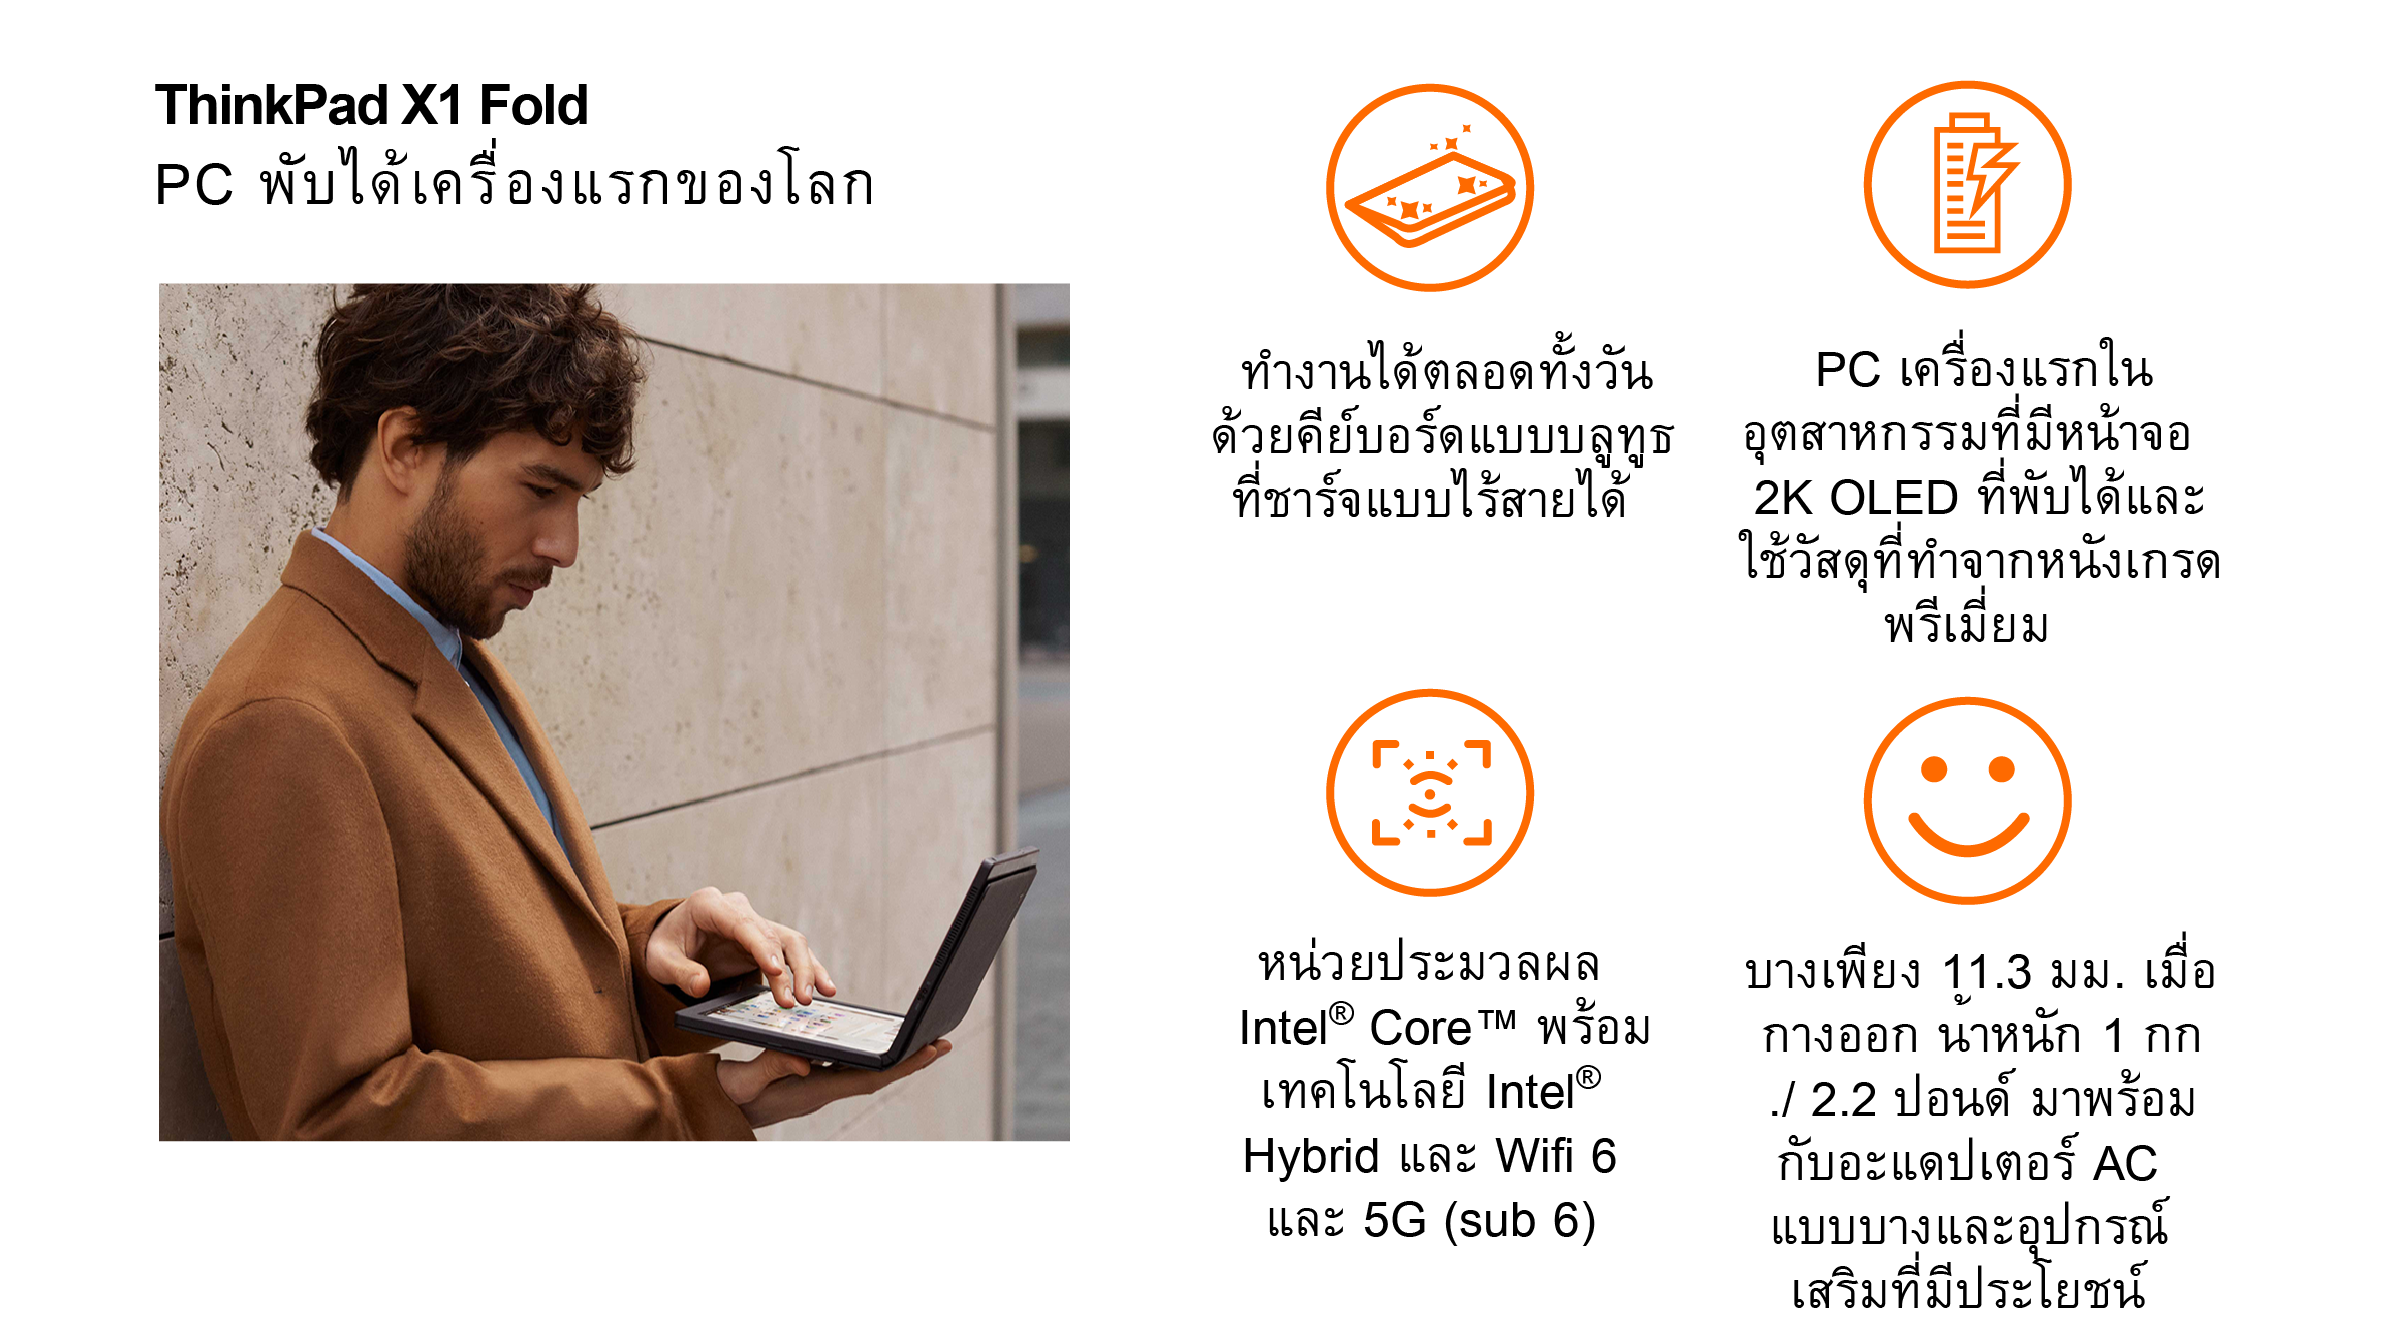 ThinkPad X1 Fold
PC พับได้เครื่องแรกของโลก
ทำงานได้ตลอดทั้งวัน
ด้วยคีย์บอร์ดแบบบลูทูธ
ที่ชาร์จแบบไร้สายได้
PC เครื่องแรกใน
อุตสาหกรรมที่มีหน้าจอ
2K OLED ที่พับได้และ
ใช้วัสดุที่ทำจากหนังเกรด
พรีเมี่ยม
หน่วยประมวลผล
Intel® Core™ พร้อม
เทคโนโลยี Intel®
Hybrid และ Wifi 6
และ 5G (sub 6)
บางเพียง 11.3 มม. เมื่อ
กางออก น้ำหนัก 1 กก
./ 2.2 ปอนด์ มาพร้อม
กับอะแดปเตอร์ AC
แบบบางและอุปกรณ์
เสริมที่มีประโยชน์